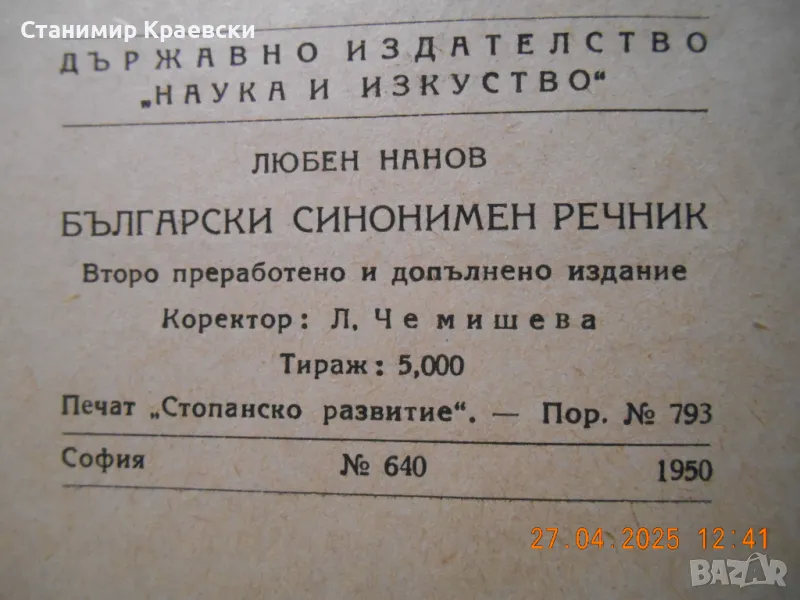 Станимир Краевски
ДЪРЖАВНО ИЗДАТЕЛСТВО
„НАУКА И ИЗКУСТВО“
ЛЮБЕН НАНОВ
БЪЛГАРСКИ СИНОНИМЕН РЕЧНИК
Второ преработено и допълнено издание
Коректор: Л. Чемишева
Тираж: 5,000
Печат „Стопанско развитие“. — Пор. № 793
София № 640 1950
27.04.2025 12:41
BAZAR